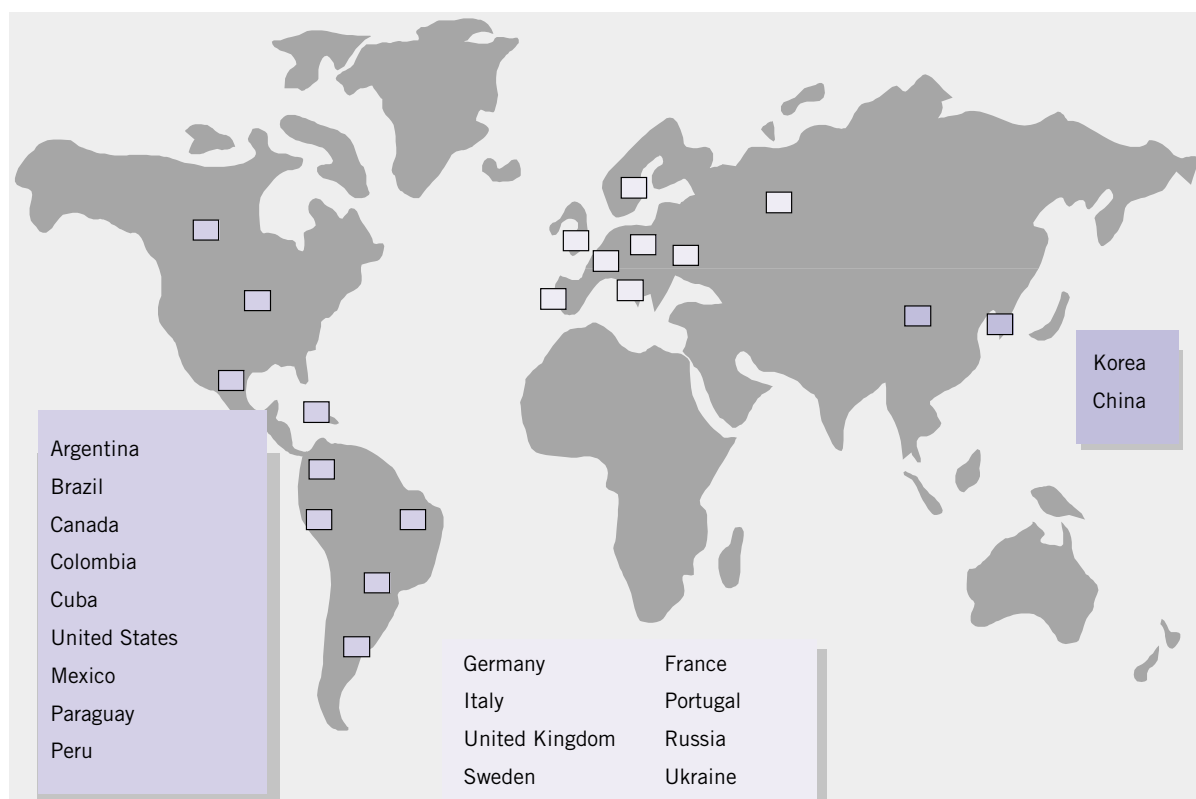 Korea
China
Argentina
Brazil
Canada
Colombia
Cuba
United States
Mexico
Paraguay
Peru
Germany
Italy
United Kingdom
Sweden
France
Portugal
Russia
Ukraine